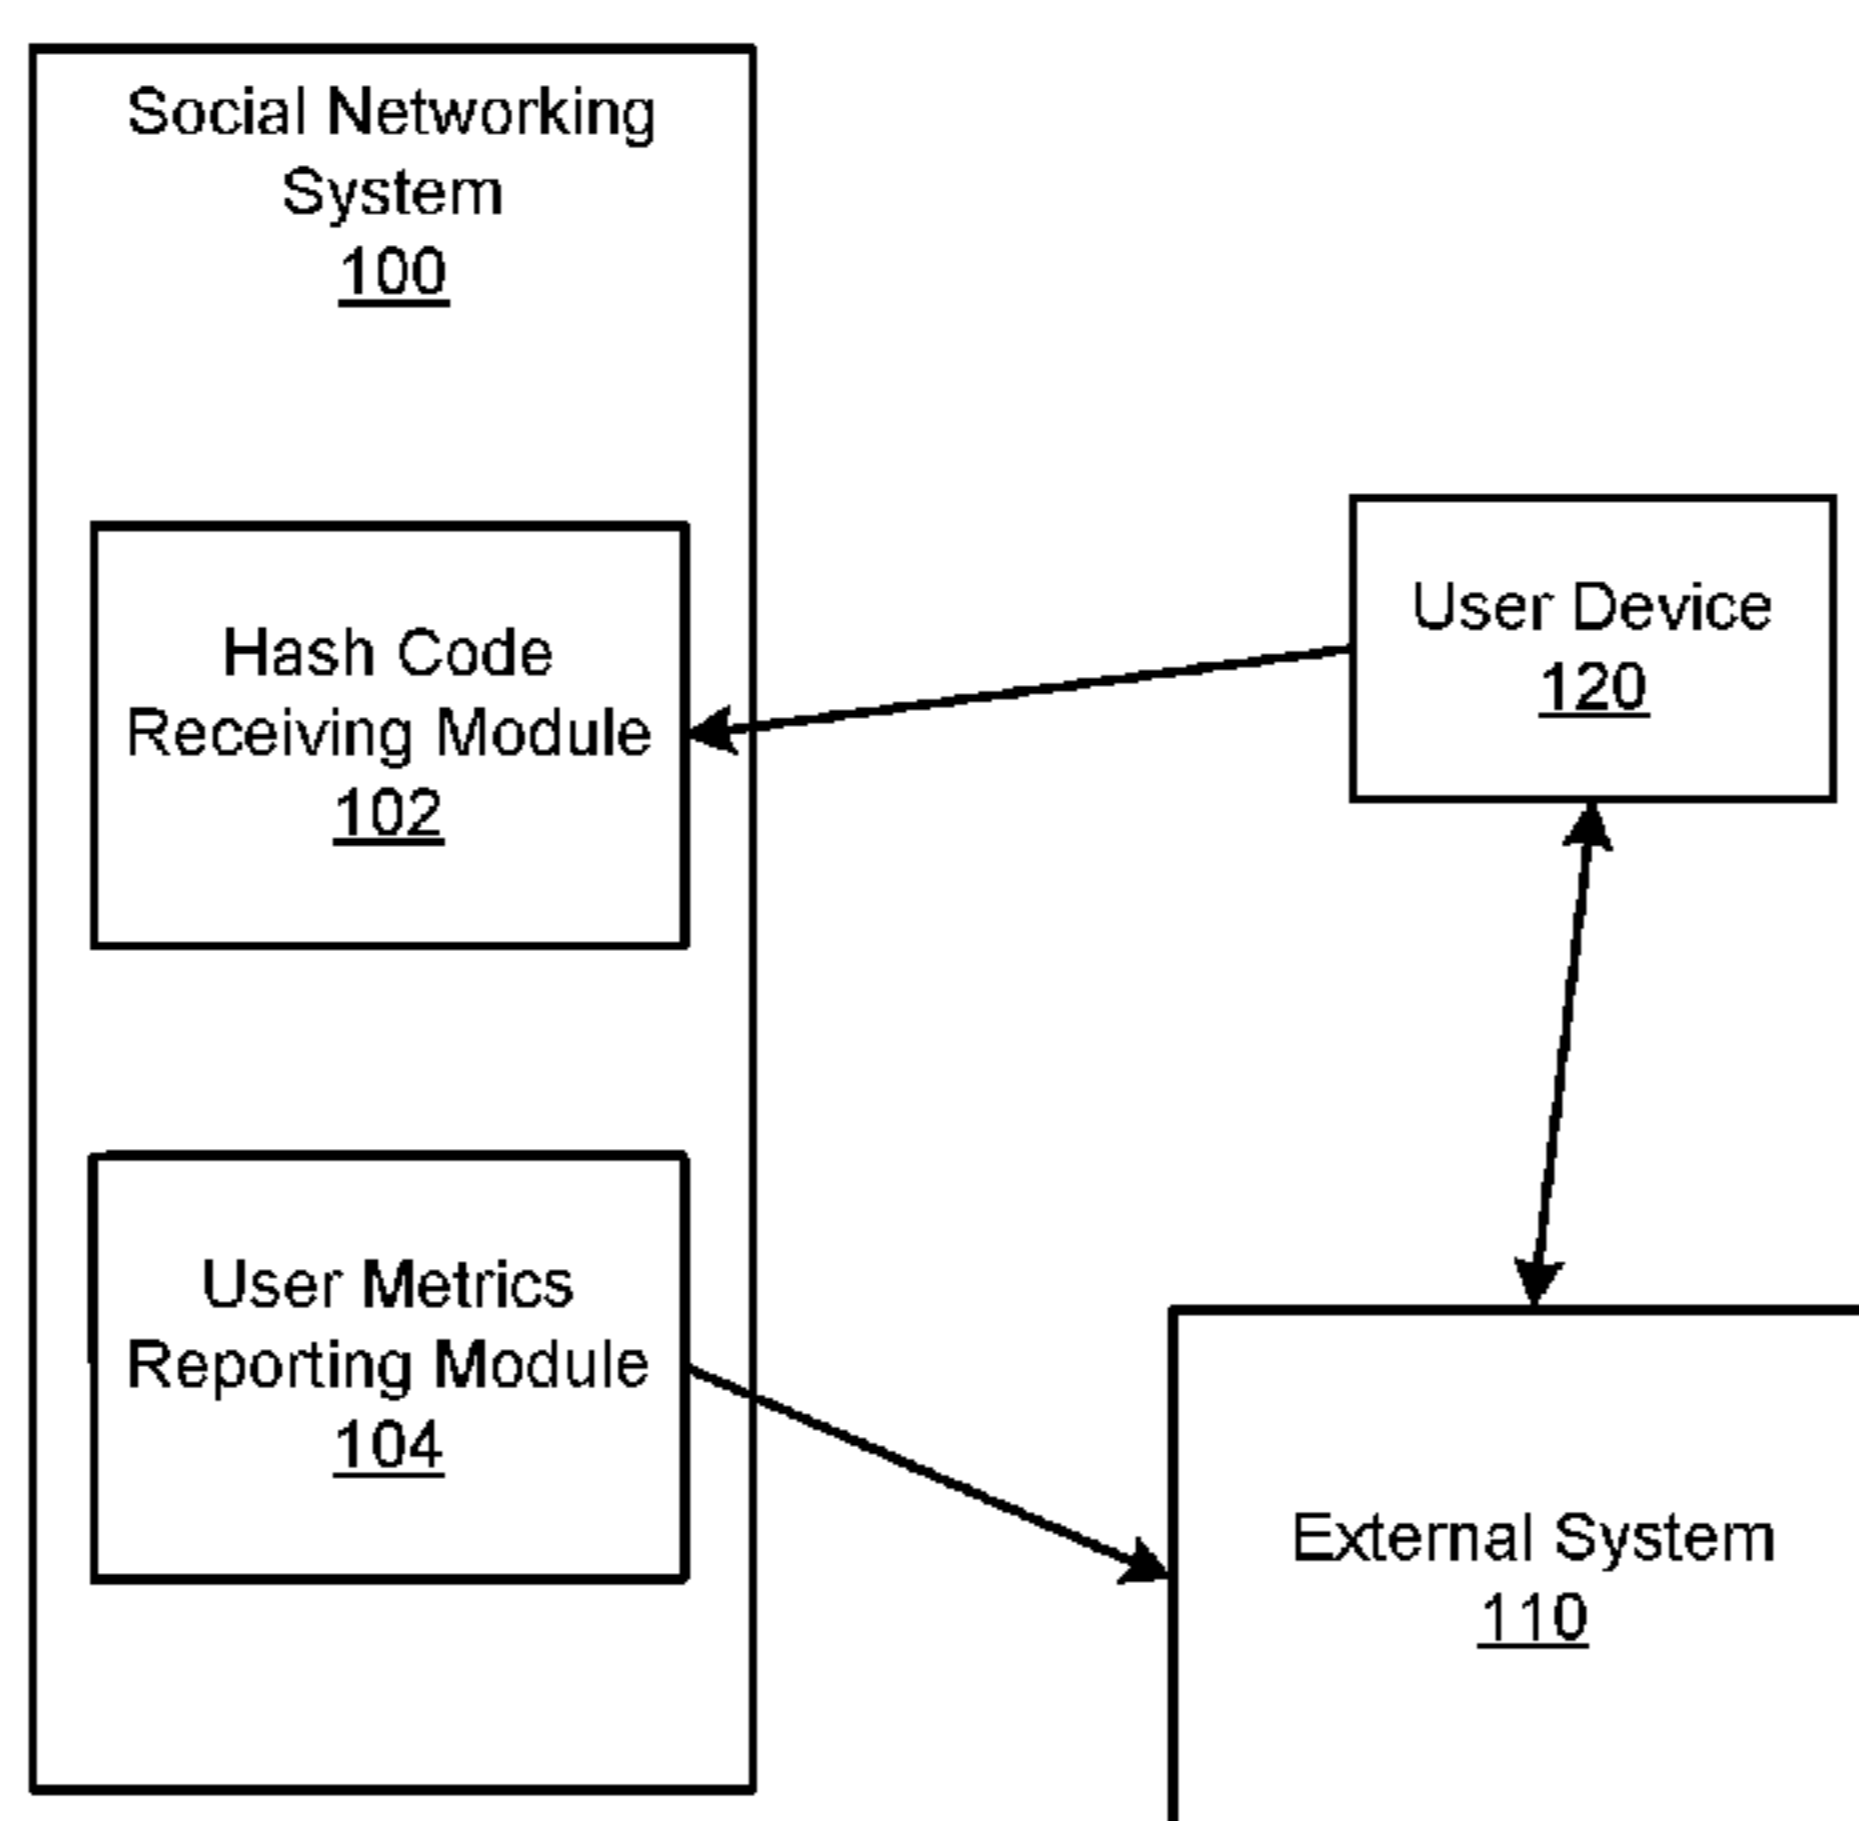 Social Networking
System
100
Hash Code
Receiving Module
102
User Device
120
User Metrics
Reporting Module
104
External System
110